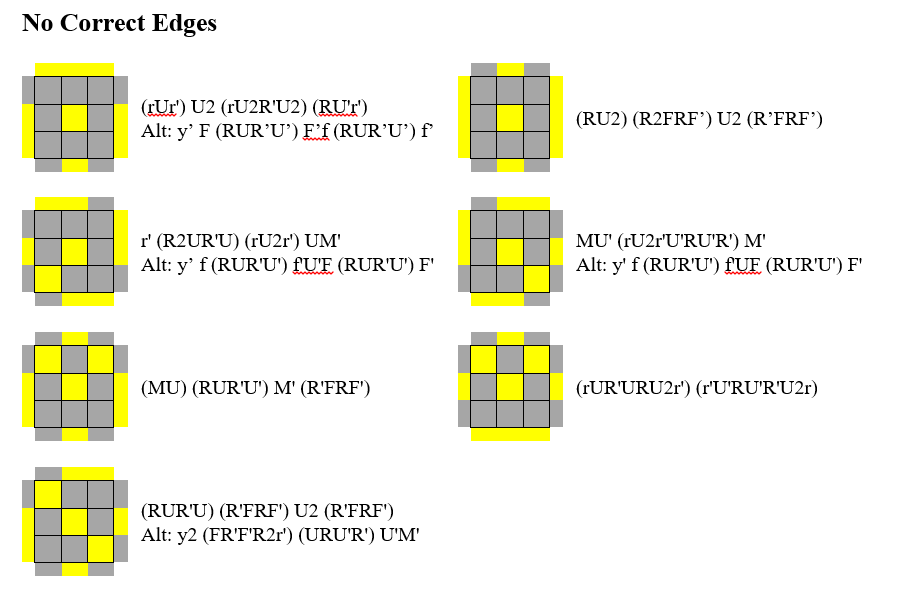 No Correct Edges
(rUr') U2 (rU2R'U2) (RU'r')
Alt: y’ F (RUR’U’) F’f (RUR’U’) f’
(RU2) (R2FRF’) U2 (R’FRF’)
r' (R2UR'U) (rU2r') UM'
Alt: y’ f (RUR'U') f'U'F (RUR'U') F'
MU' (rU2r'U'RU'R') M'
Alt: y' f (RUR'U') f'UF (RUR'U') F'
(MU) (RUR'U') M' (R'FRF')
(rUR'URU2r') (r'U'RU'R'U2r)
(RUR'U) (R'FRF') U2 (R'FRF')
Alt: y2 (FR'F'R2r') (URU'R') U'M'